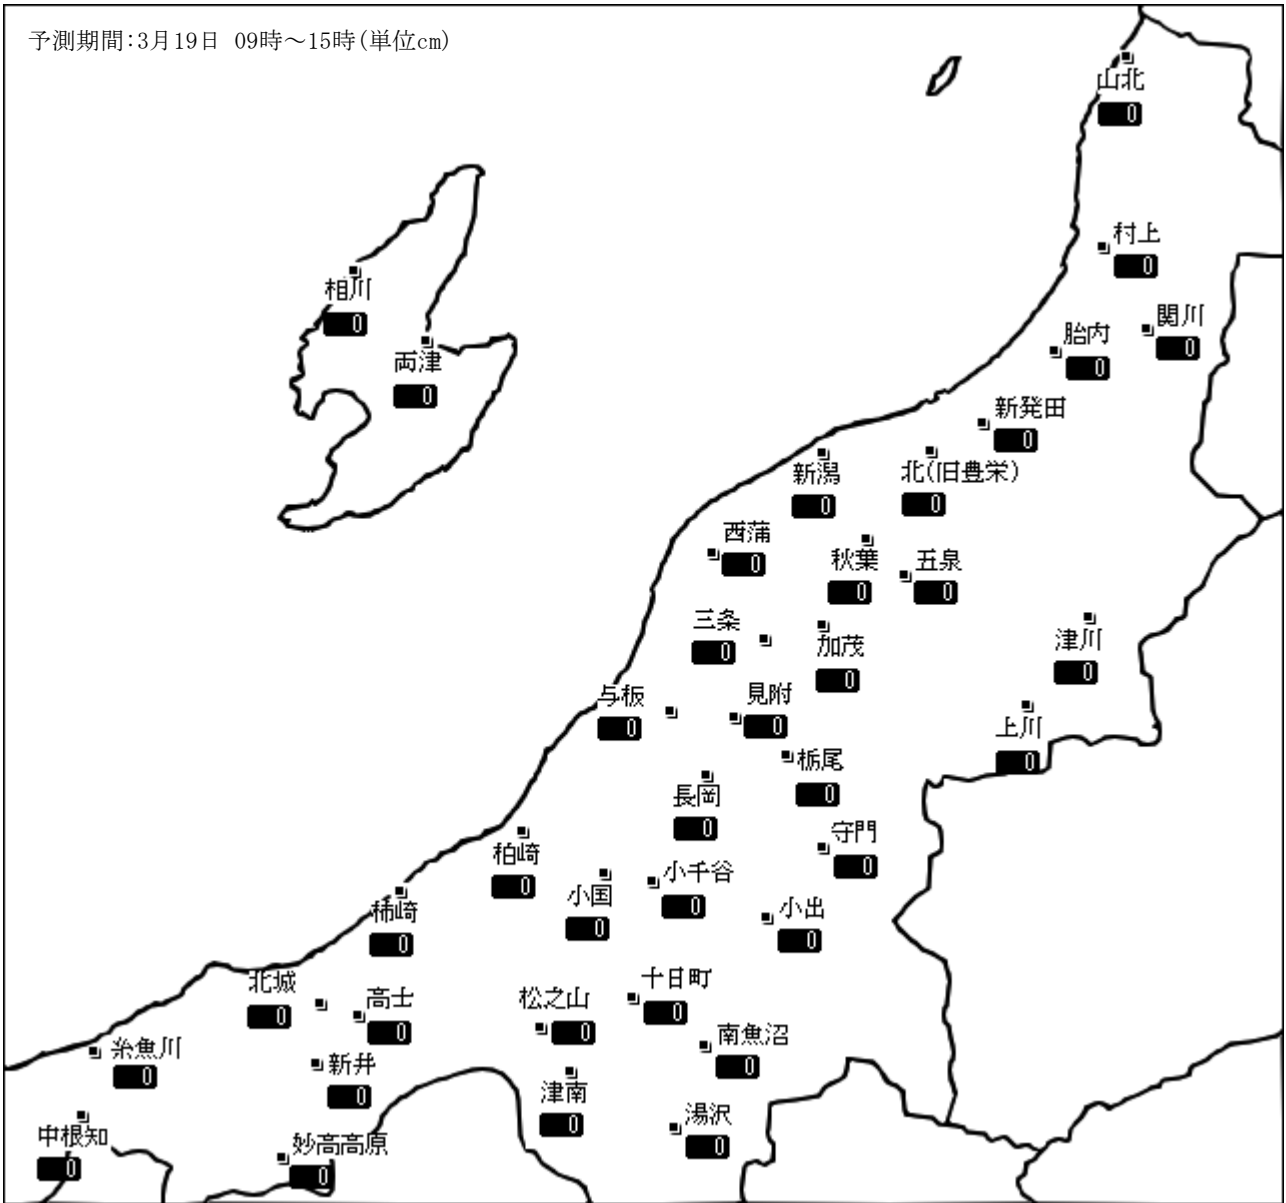 予測期間:3月19日 09時~15時(単位cm)
山北
0
村上
0
相川
0
関川
0
胎内
0
両津
0
新発田
0
新潟
0
北(旧豊栄)
0
西蒲
0
秋葉
0
五泉
0
三条
0
加茂
0
津川
0
与板
0
見附
0
上川
0
栃尾
0
長岡
0
守門
0
柏崎
0
小国
0
小千谷
0
小出
0
柿崎
0
北城
0
高士
0
松之山
0
十日町
0
南魚沼
0
糸魚川
0
新井
0
津南
0
湯沢
0
中根知
0
妙高高原
0